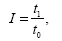 I = t₁/t₀,